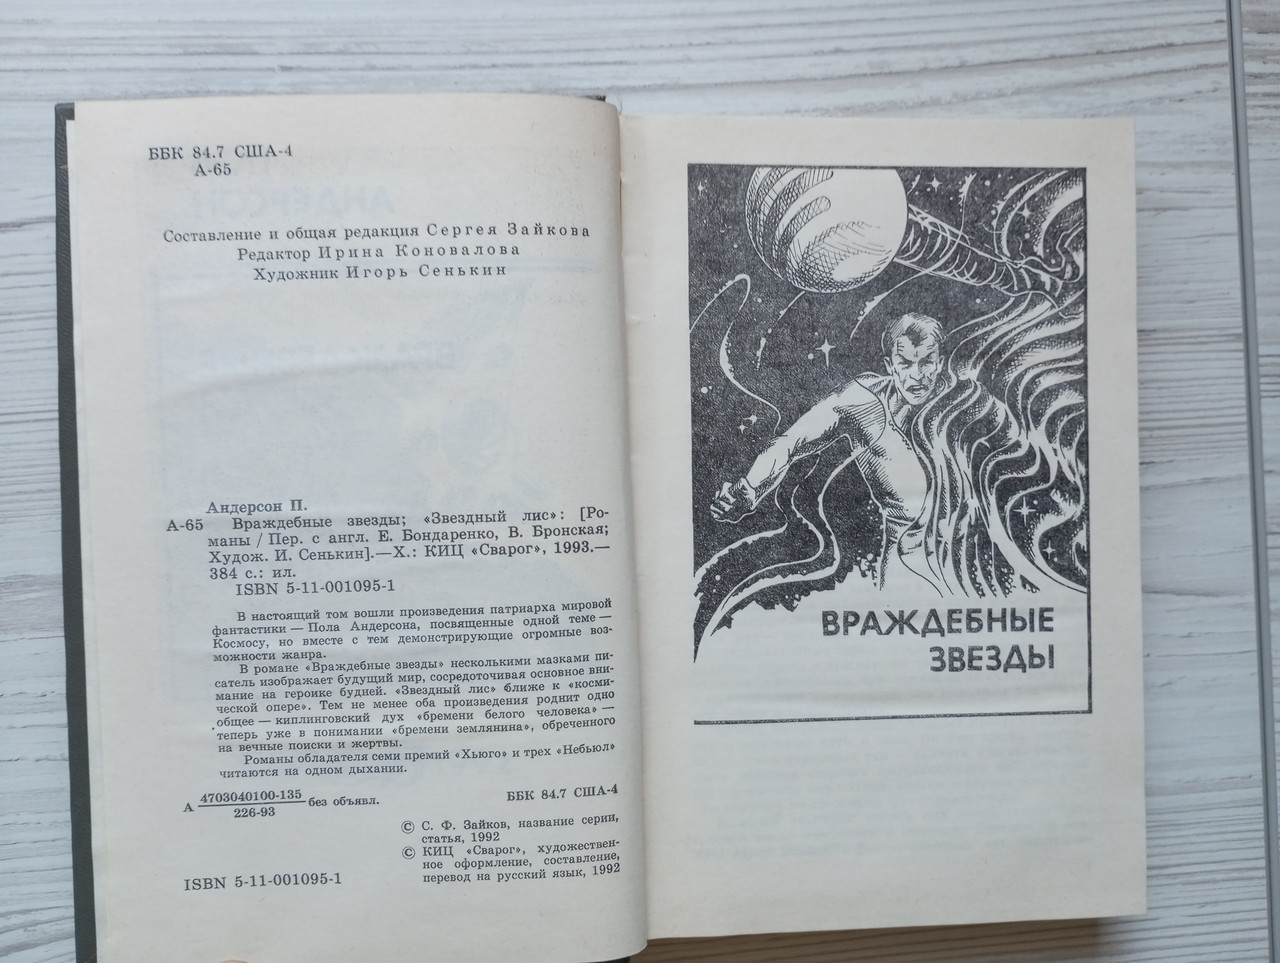 ББК 84.7 США-4
А-65
Составление и общая редакция Сергея Зайкова
Редактор Ирина Коновалова
Художник Игорь Сенькин
Андерсон П.
А-65 Враждебные звезды; «Звездный лис»: [Ро-
маны / Пер. с англ. Е. Бондаренко, В. Бронская;
Худож. И. Сенькин].—Х.: КИЦ «Сварог», 1993.—
384 с.: ил.
ISBN 5-11-001095-1
В настоящий том вошли произведения патриарха мировой
фантастики — Пола Андерсона, посвященные одной теме —
Космосу, но вместе с тем демонстрирующие огромные воз-
можности жанра.
В романе «Враждебные звезды» несколькими мазками пи-
сатель изображает будущий мир, сосредоточивая основное вни-
мание на героике будней. «Звездный лис» ближе к «косми-
ческой опере». Тем не менее оба произведения роднит одно
общее — киплинговский дух «бремени белого человека» —
теперь уже в понимании «бремени землянина», обреченного
на вечные поиски и жертвы.
Романы обладателя семи премий «Хьюго» и трех «Небьюл»
читаются на одном дыхании.
А 4703040100-135 без объявл.
226-93
ББК 84.7 США-4
© С. Ф. Зайков, название серии,
статья, 1992
© КИЦ «Сварог», художествен-
ное оформление, составление,
перевод на русский язык, 1992
ISBN 5-11-001095-1
ВРАЖДЕБНЫЕ
ЗВЕЗДЫ